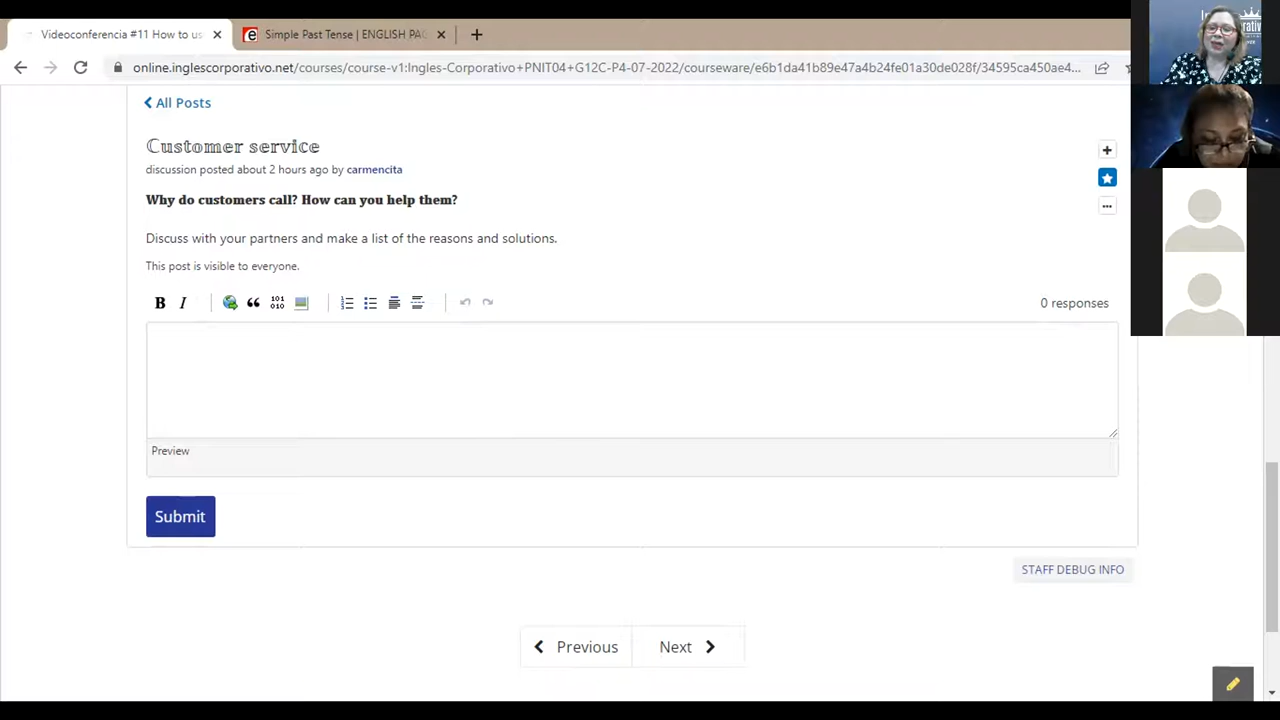 Videoconferencia #11 How to us
Simple Past Tense | ENGLISH PAG
online.inglescorporativo.net/courses/course-v1:Ingles-Corporativo+PNIT04+G12C-P4-07-2022/courseware/e6b1da41b89e47a4b24fe01a30de028f/34595ca450ae4...
All Posts
Customer service
discussion posted about 2 hours ago by carmencita
Why do customers call? How can you help them?
Discuss with your partners and make a list of the reasons and solutions.
This post is visible to everyone.
0 responses
Preview
Submit
STAFF DEBUG INFO
Previous
Next